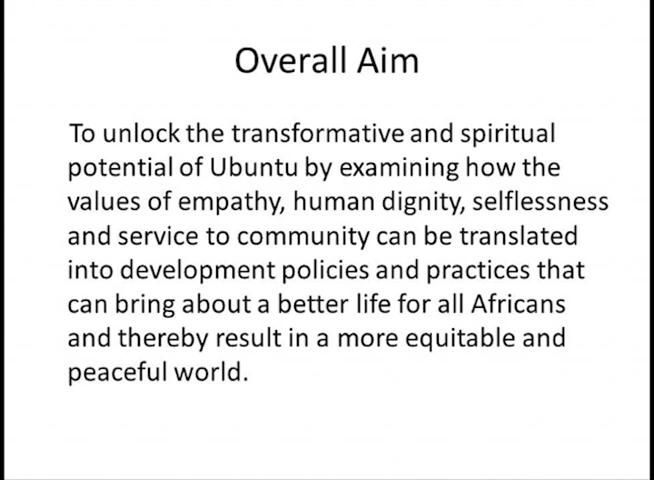 Overall Aim
To unlock the transformative and spiritual
potential of Ubuntu by examining how the
values of empathy, human dignity, selflessness
and service to community can be translated
into development policies and practices that
can bring about a better life for all Africans
and thereby result in a more equitable and
peaceful world.